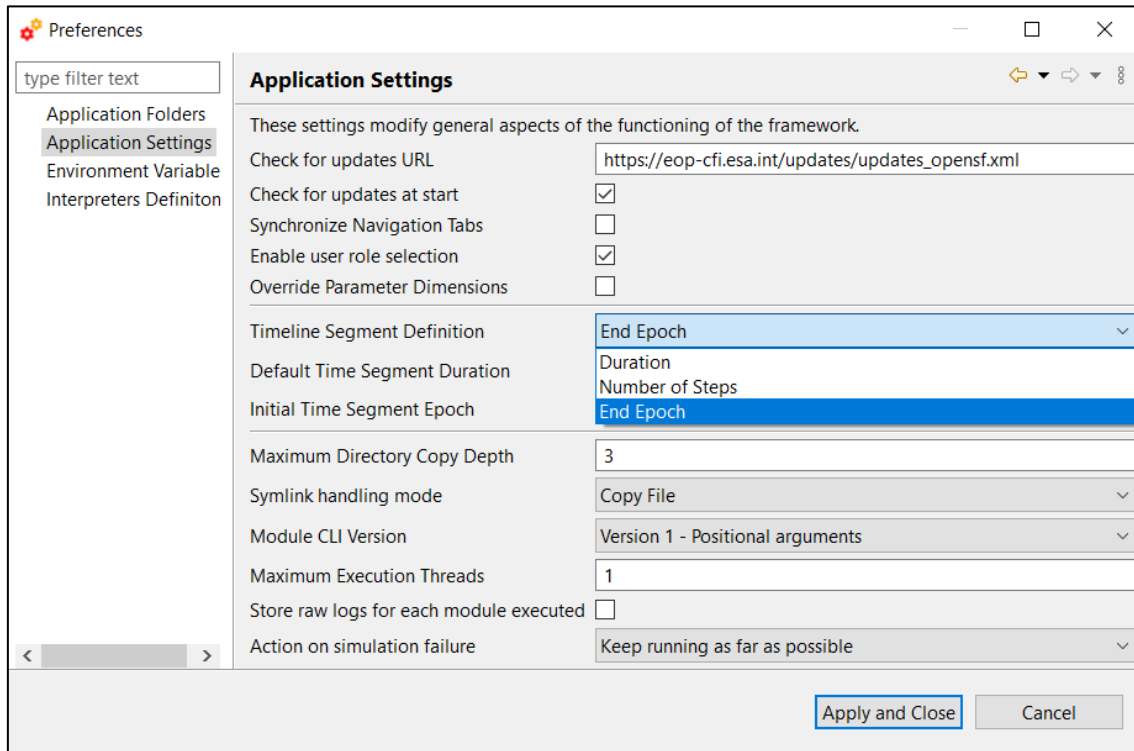 Preferences
type filter text
Application Folders
Application Settings
Environment Variable
Interpreters Definiton
Application Settings
These settings modify general aspects of the functioning of the framework.
Check for updates URL https://eop-cfi.esa.int/updates/updates_opensf.xml
Check for updates at start
Synchronize Navigation Tabs
Enable user role selection
Override Parameter Dimensions
Timeline Segment Definition End Epoch
Duration
Default Time Segment Duration
Number of Steps
Initial Time Segment Epoch End Epoch
Maximum Directory Copy Depth 3
Symlink handling mode Copy File
Module CLI Version Version 1 - Positional arguments
Maximum Execution Threads 1
Store raw logs for each module executed
Action on simulation failure Keep running as far as possible
Apply and Close Cancel